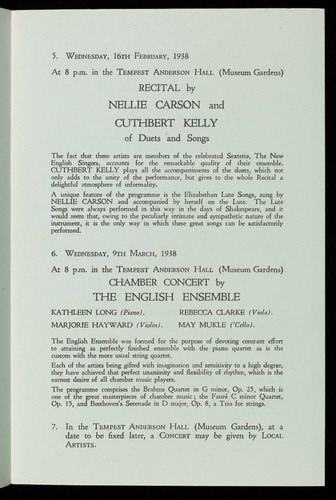 5. Wednesday, 16th February, 1938
At 8 p.m. in the Tempest Anderson Hall (Museum Gardens)
RECITAL by
NELLIE CARSON and
CUTHBERT KELLY
of Duets and Songs
The fact that these artists are members of the celebrated Sextette, The New
English Singers, accounts for the remarkable quality of their ensemble.
CUTHBERT KELLY plays all the accompaniments of the duets, which not
only adds to the unity of the performance, but gives to the whole Recital a
delightful atmosphere of informality.
A unique feature of the programme is the Elizabethan Lute Songs, sung by
NELLIE CARSON and accompanied by herself on the Lute. The Lute
Songs were always performed in this way in the days of Shakespeare, and it
would seem that, owing to the peculiarly intimate and sympathetic nature of the
instrument, it is the only way in which these great songs can be satisfactorily
performed.
6. Wednesday, 9th March, 1938
At 8 p.m. in the Tempest Anderson Hall (Museum Gardens)
CHAMBER CONCERT by
THE ENGLISH ENSEMBLE
KATHLEEN LONG (Piano). REBECCA CLARKE (Viola).
MARJORIE HAYWARD (Violin). MAY MUKLE ('Cello).
The English Ensemble was formed for the purpose of devoting constant effort
to attaining as perfectly finished ensemble with the piano quartet as is the
custom with the more usual string quartet.
Each of the artists being gifted with imagination and sensitivity to a high degree,
they have achieved that perfect unanimity and flexibility of rhythm, which is the
earnest desire of all chamber music players.
The programme comprises the Brahms Quartet in G minor, Op. 25, which is
one of the great masterpieces of chamber music; the Fauré C minor Quartet,
Op. 15, and Beethoven's Serenade in D major, Op. 8, a Trio for strings.
7. In the Tempest Anderson Hall (Museum Gardens), at a
date to be fixed later, a Concert may be given by Local
Artists.